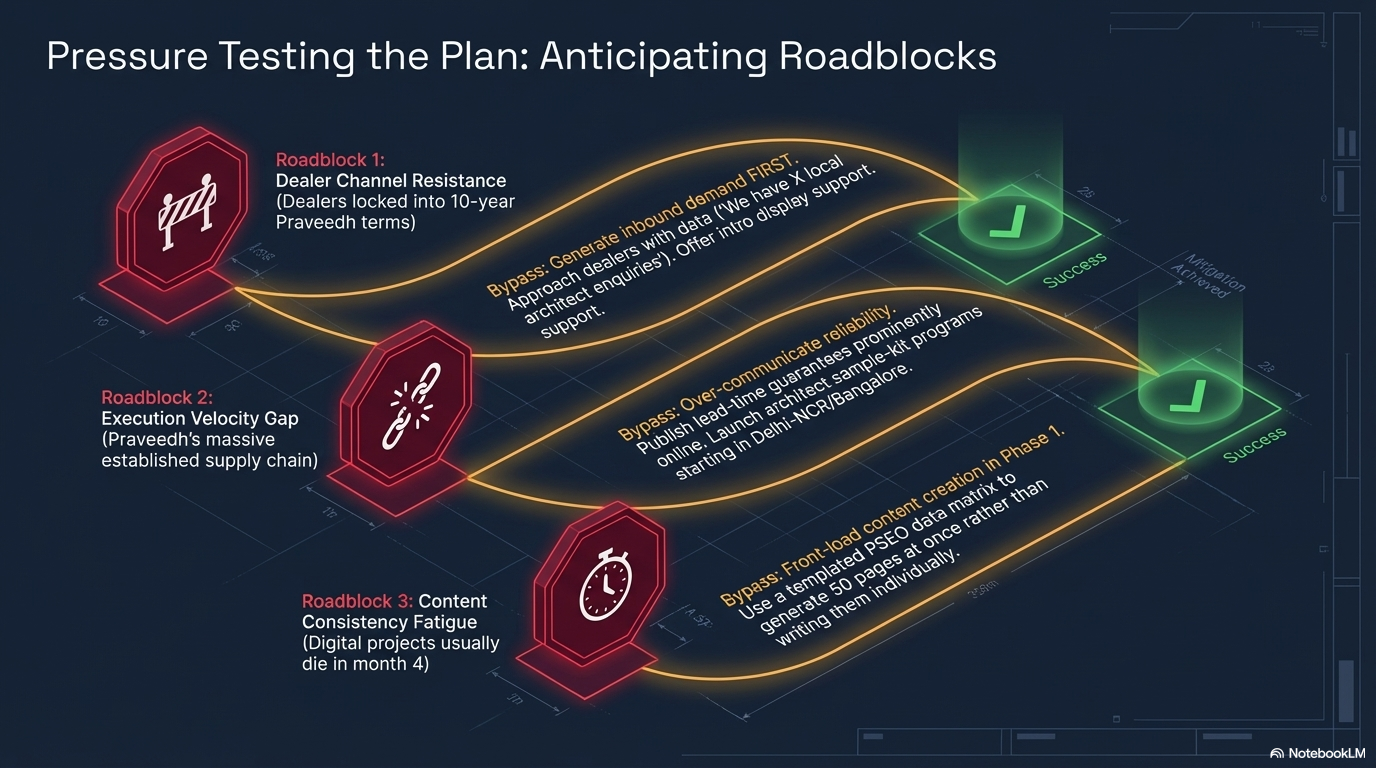 Pressure Testing the Plan: Anticipating Roadblocks
Roadblock 1:
Dealer Channel Resistance
(Dealers locked into 10-year
Praveedh terms)
Bypass: Generate inbound demand FIRST.
Approach dealers with data ('We have X local
architect enquiries'). Offer intro display support.
support.
Success
Mitigation
Achieved
Roadblock 2:
Execution Velocity Gap
(Praveedh's massive
established supply chain)
Bypass: Over-communicate reliability.
Publish lead-time guarantees prominently
online. Launch architect sample-kit programs
starting in Delhi-NCR/Bangalore.
Success
Roadblock 3: Content
Consistency Fatigue
(Digital projects usually
die in month 4)
Bypass: Front-load content creation in Phase 1.
Use a templated PSEO data matrix to
generate 50 pages at once rather than
writing them individually.
NotebookLM